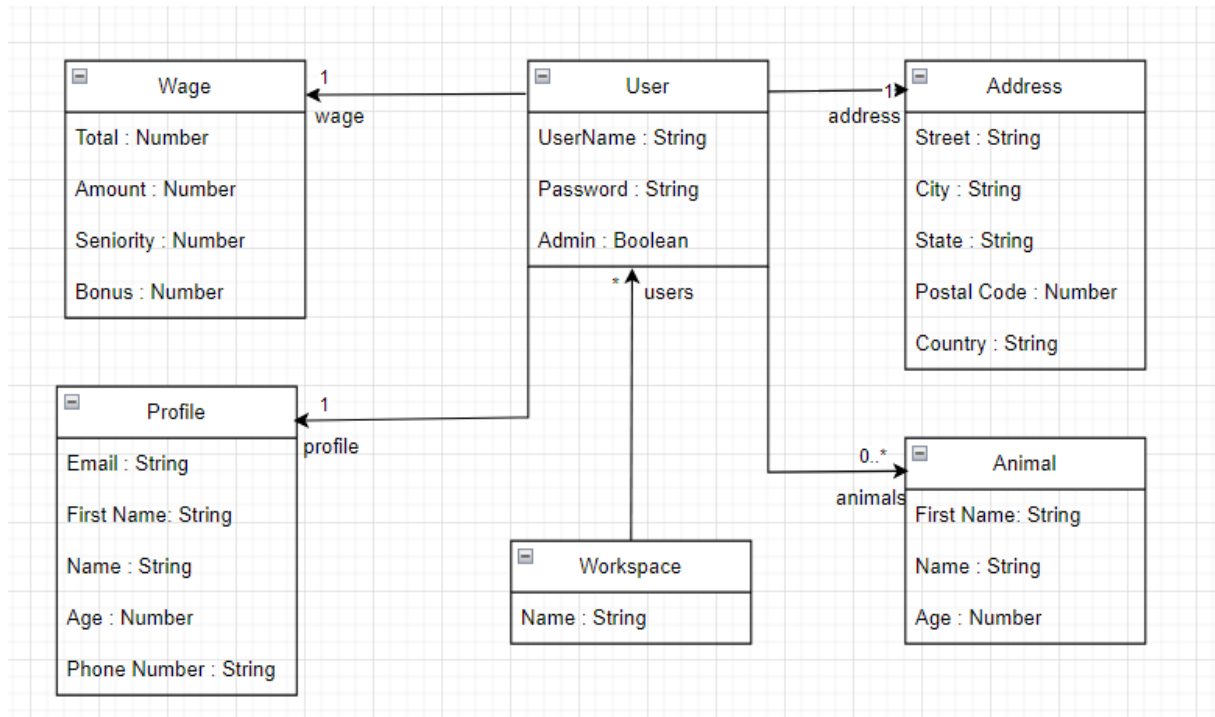 Wage
Total : Number
Amount : Number
Seniority : Number
Bonus : Number
1
wage
User
UserName : String
Password : String
Admin : Boolean
* users
1
address
Address
Street : String
City : String
State : String
Postal Code : Number
Country : String
Profile
Email : String
First Name: String
Name : String
Age : Number
Phone Number : String
1
profile
Workspace
Name : String
0..*
animals
Animal
First Name: String
Name : String
Age : Number